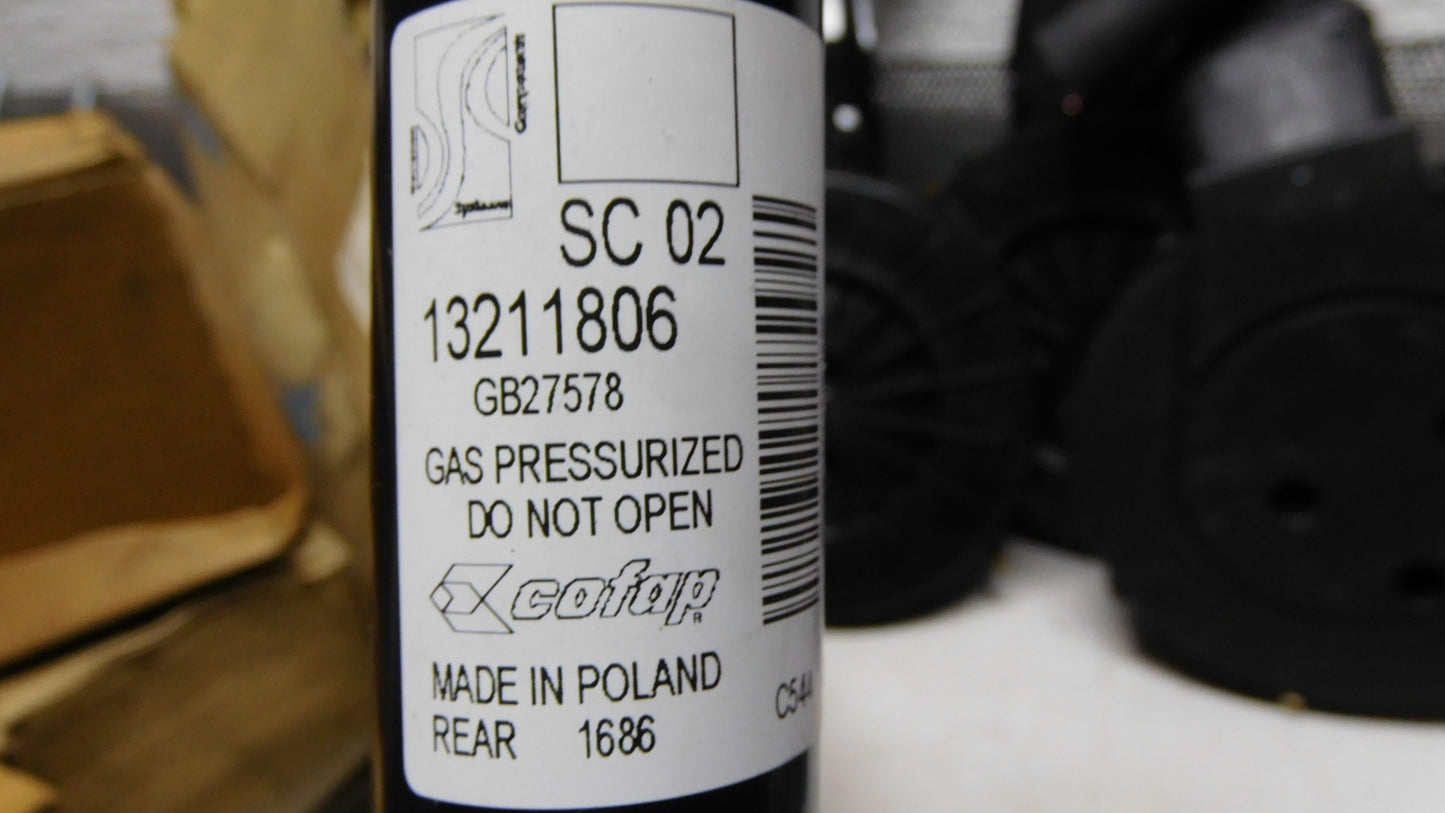 SC 02
13211806
GB27578
GAS PRESSURIZED
DO NOT OPEN
cofap
R
MADE IN POLAND
REAR 1686